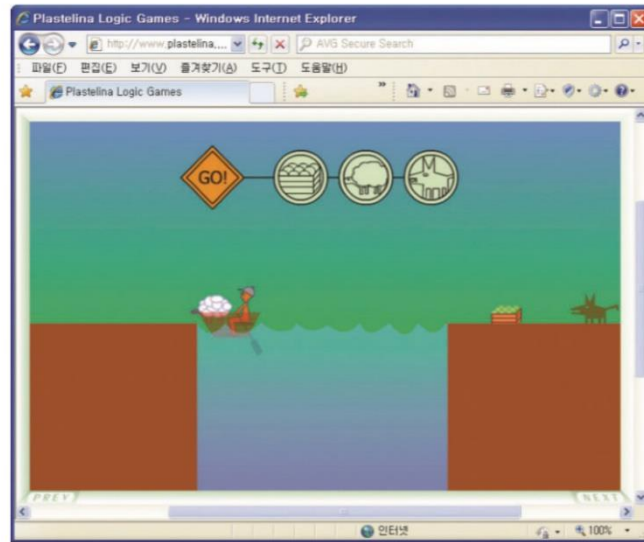 Plastelina Logic Games - Windows Internet Explorer
http://www.plastelina.... AVG Secure Search
파일(F) 편집(E) 보기(V) 즐겨찾기(A) 도구(T) 도움말(H)
Plastelina Logic Games »
GO!
PREV NEXT
인터넷 100%